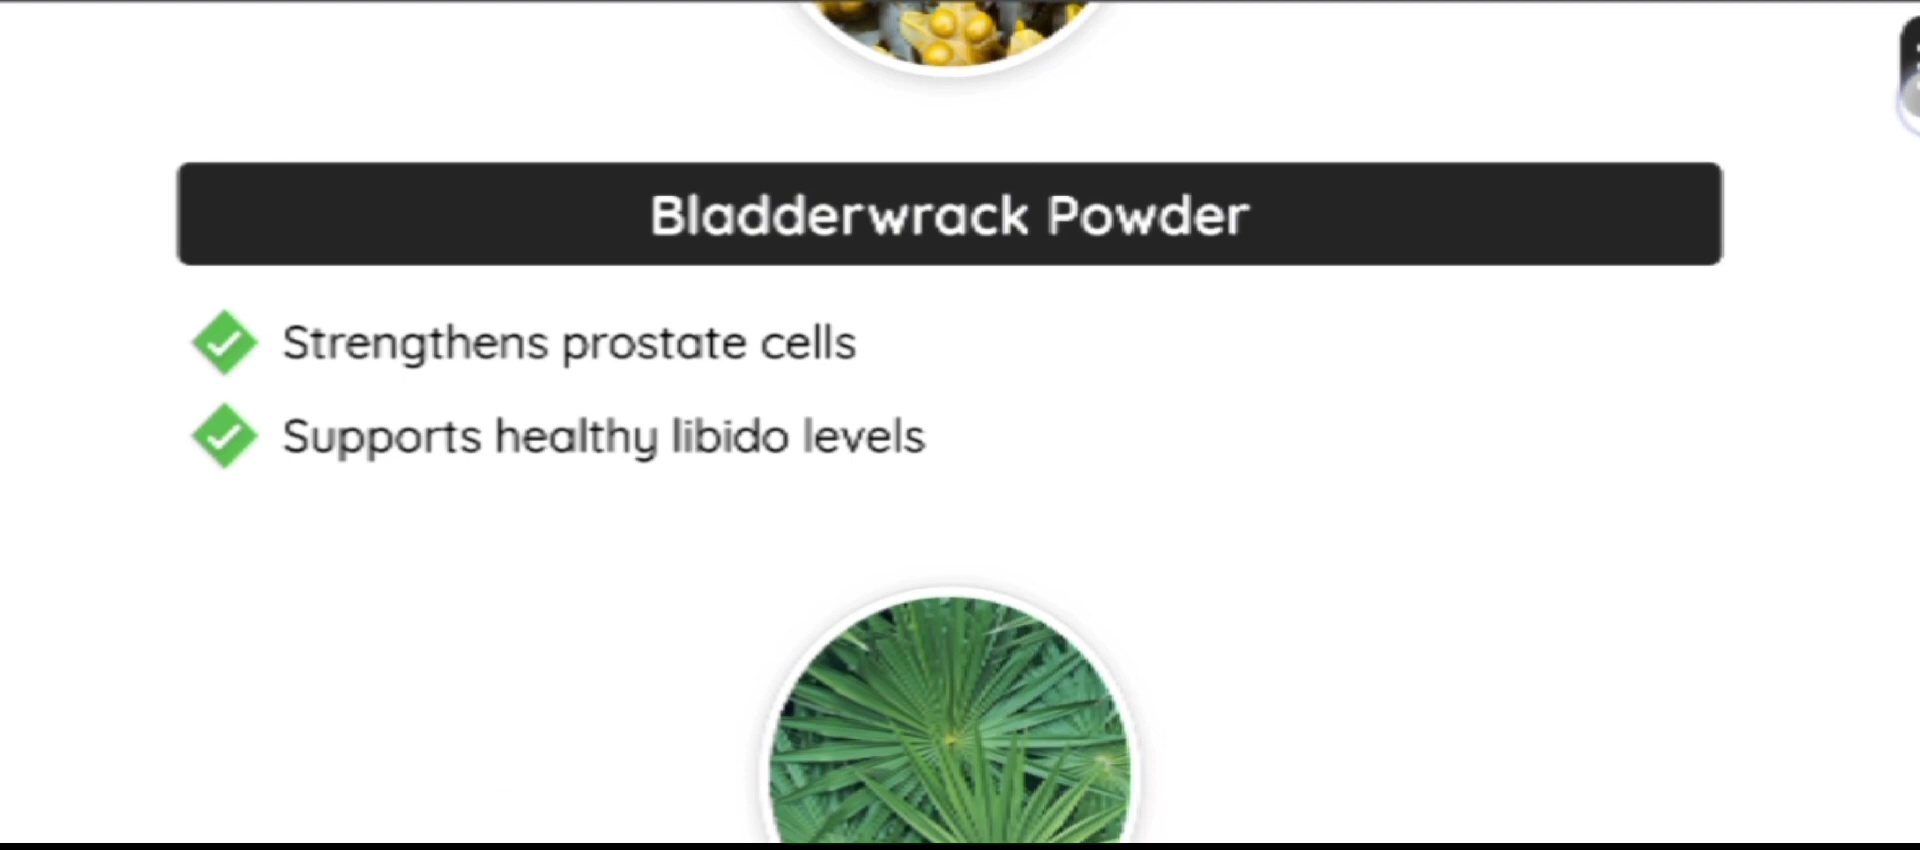 Bladderwrack Powder
Strengthens prostate cells
Supports healthy libido levels